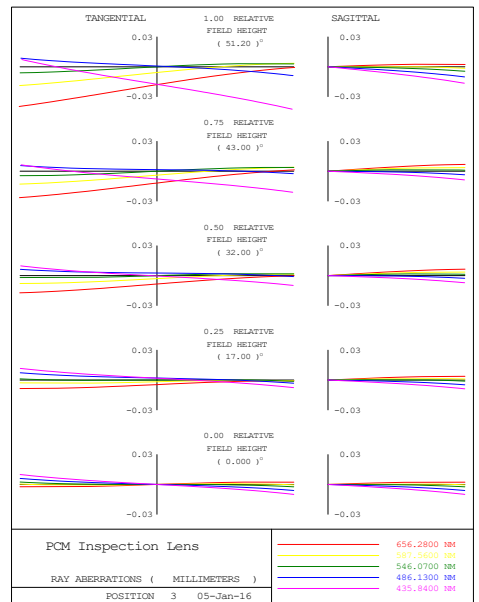 TANGENTIAL 1.00 RELATIVE SAGITTAL
FIELD HEIGHT
0.03 ( 51.20 )° 0.03
-0.03 -0.03
0.75 RELATIVE
FIELD HEIGHT
0.03 ( 43.00 )° 0.03
-0.03 -0.03
0.50 RELATIVE
FIELD HEIGHT
0.03 ( 32.00 )° 0.03
-0.03 -0.03
0.25 RELATIVE
FIELD HEIGHT
0.03 ( 17.00 )° 0.03
-0.03 -0.03
0.00 RELATIVE
FIELD HEIGHT
0.03 ( 0.000 )° 0.03
-0.03 -0.03
PCM Inspection Lens
RAY ABERRATIONS ( MILLIMETERS )
POSITION 3 05-Jan-16
656.2800 NM
NM
546.0700 NM
486.1300 NM
435.8400 NM